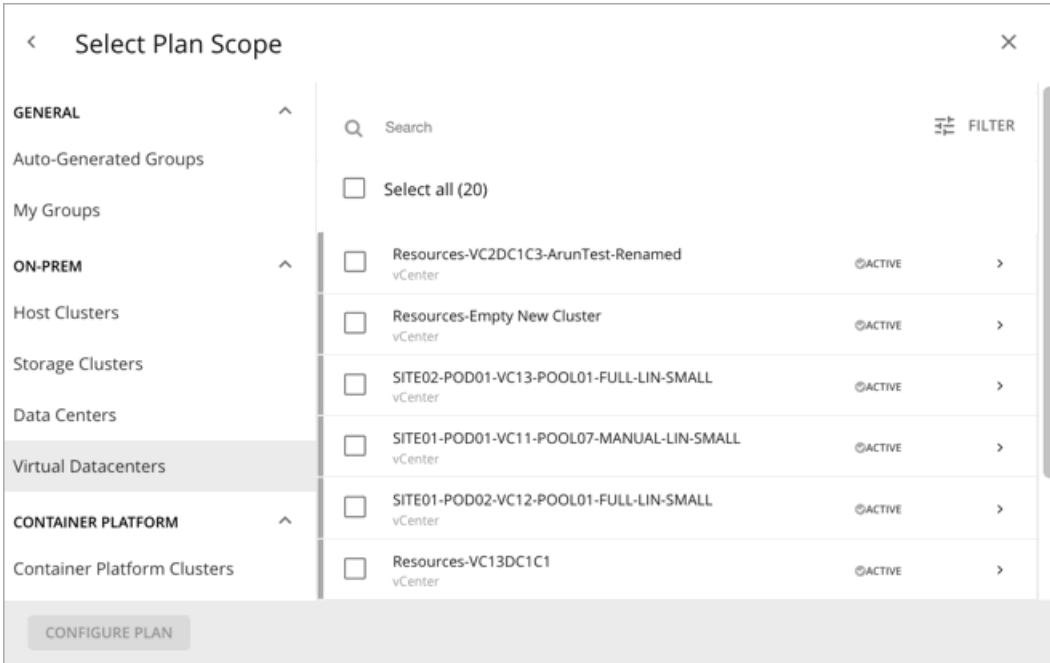 Select Plan Scope
GENERAL
Auto-Generated Groups
My Groups
ON-PREM
Host Clusters
Storage Clusters
Data Centers
Virtual Datacenters
CONTAINER PLATFORM
Container Platform Clusters
Search
FILTER
Select all (20)
Resources-VC2DC1C3-ArunTest-Renamed
vCenter
ACTIVE
Resources-Empty New Cluster
vCenter
ACTIVE
SITE02-POD01-VC13-POOL01-FULL-LIN-SMALL
vCenter
ACTIVE
SITE01-POD01-VC11-POOL07-MANUAL-LIN-SMALL
vCenter
ACTIVE
SITE01-POD02-VC12-POOL01-FULL-LIN-SMALL
vCenter
ACTIVE
Resources-VC13DC1C1
vCenter
ACTIVE
CONFIGURE PLAN